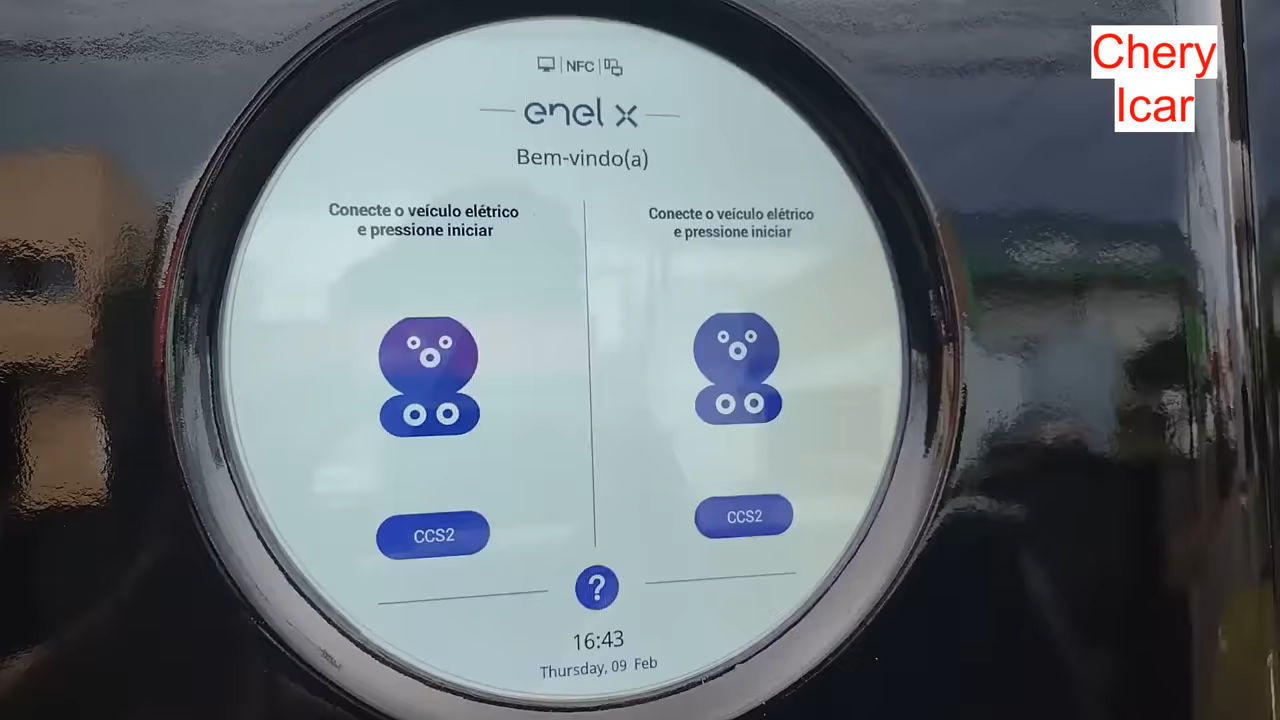 Chery
Icar
NFC
enel x
Bem-vindo(a)
Conecte o veículo elétrico
e pressione iniciar
Conecte o veículo elétrico
e pressione iniciar
CCS2
CCS2
?
16:43
Thursday, 09 Feb